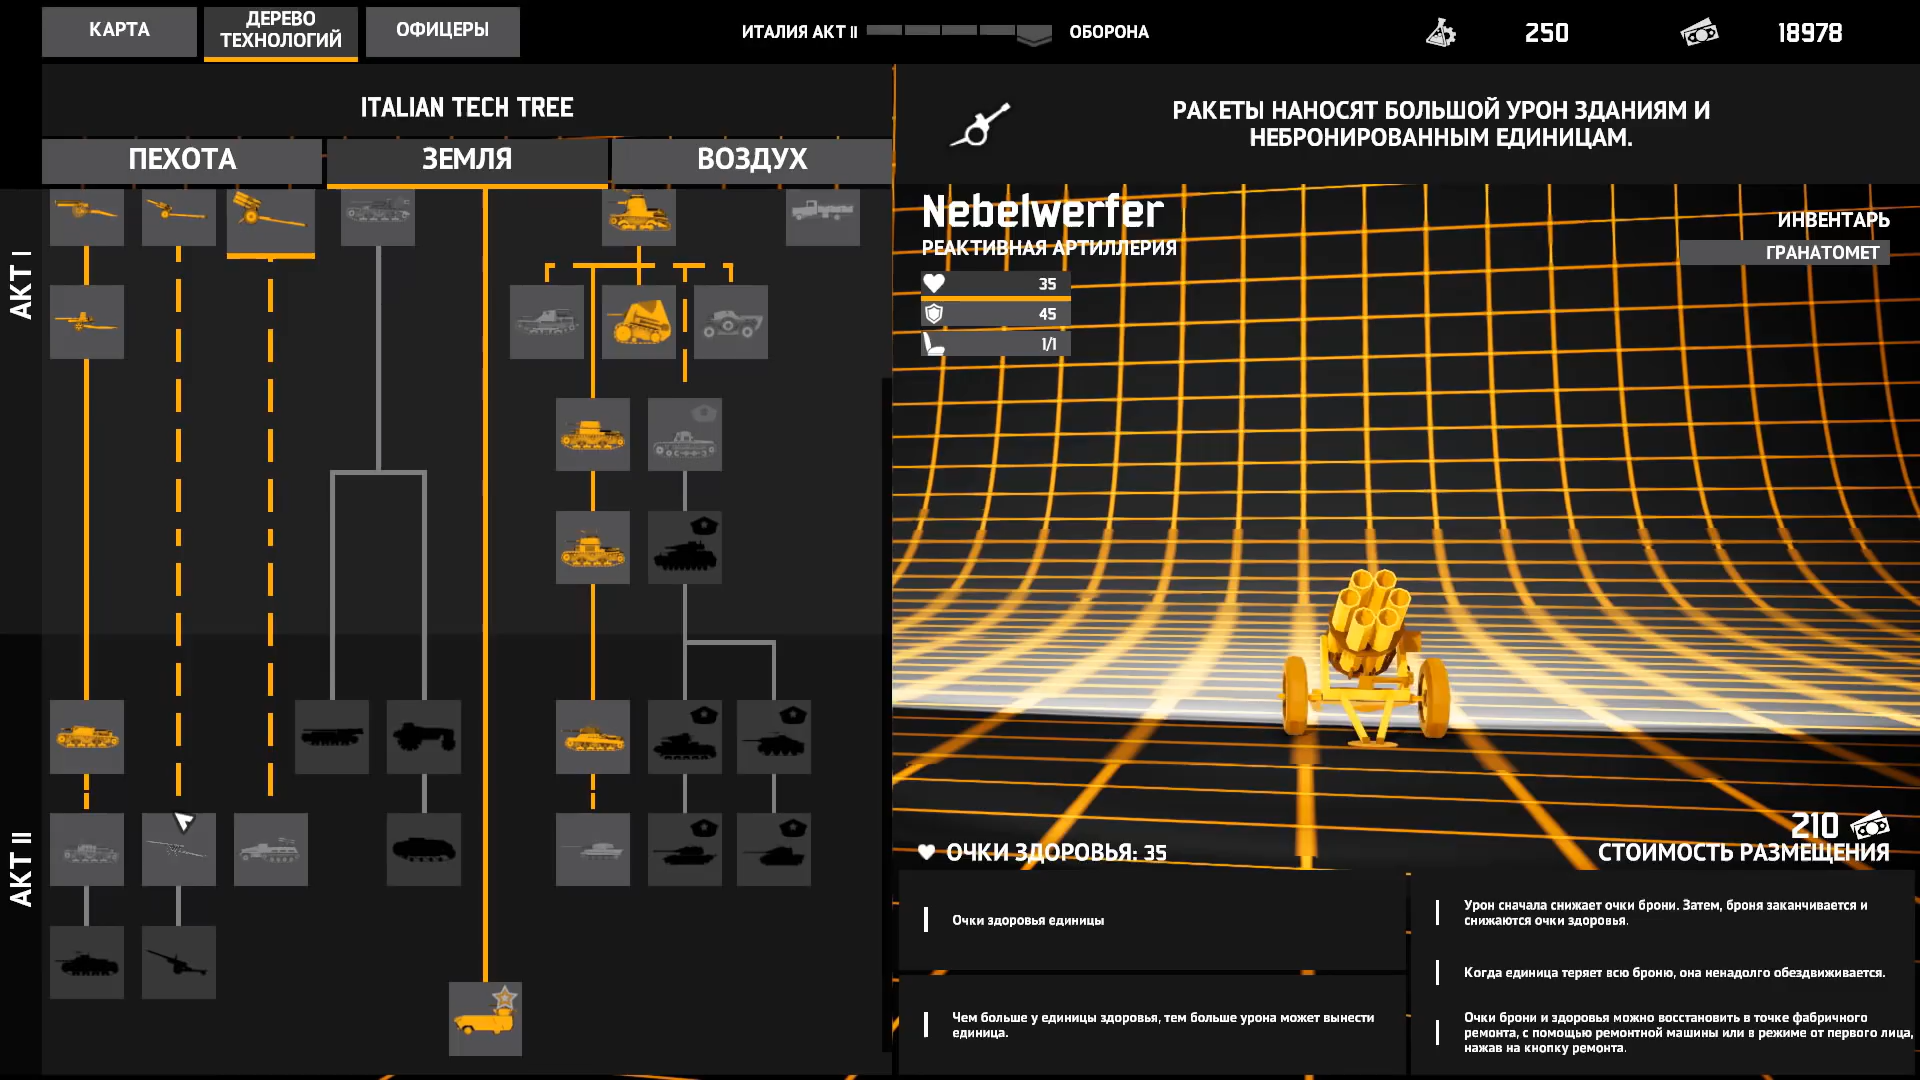 КАРТА
ДЕРЕВО
ТЕХНОЛОГИЙ
ОФИЦЕРЫ
ИТАЛИЯ АКТ II
ОБОРОНА
250
18978
ITALIAN TECH TREE
ПЕХОТА
ЗЕМЛЯ
ВОЗДУХ
АКТ I
АКТ II
РАКЕТЫ НАНОСЯТ БОЛЬШОЙ УРОН ЗДАНИЯМ И
НЕБРОНИРОВАННЫМ ЕДИНИЦАМ.
Nebelwerfer
РЕАКТИВНАЯ АРТИЛЛЕРИЯ
35
45
1/1
ИНВЕНТАРЬ
ГРАНАТОМЕТ
210
СТОИМОСТЬ РАЗМЕЩЕНИЯ
ОЧКИ ЗДОРОВЬЯ: 35
Очки здоровья единицы
Чем больше у единицы здоровья, тем больше урона может вынести
единица.
Урон сначала снижает очки брони. Затем, броня заканчивается и
снижаются очки здоровья.
Когда единица теряет всю броню, она ненадолго обездвиживается.
Очки брони и здоровья можно восстановить в точке фабричного
ремонта, с помощью ремонтной машины или в режиме от первого лица,
нажав на кнопку ремонта.